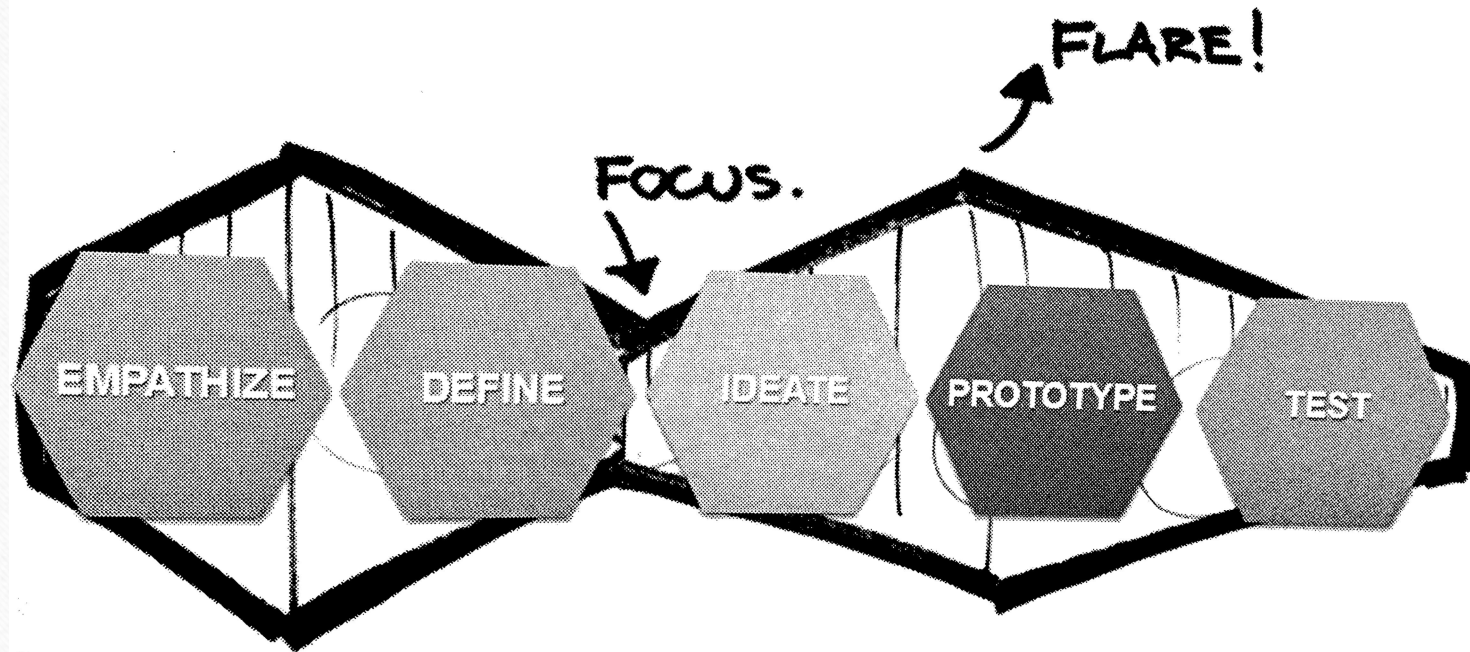 FLARE!
FOCUS.
EMPATHIZE
DEFINE
IDEATE
PROTOTYPE
TEST